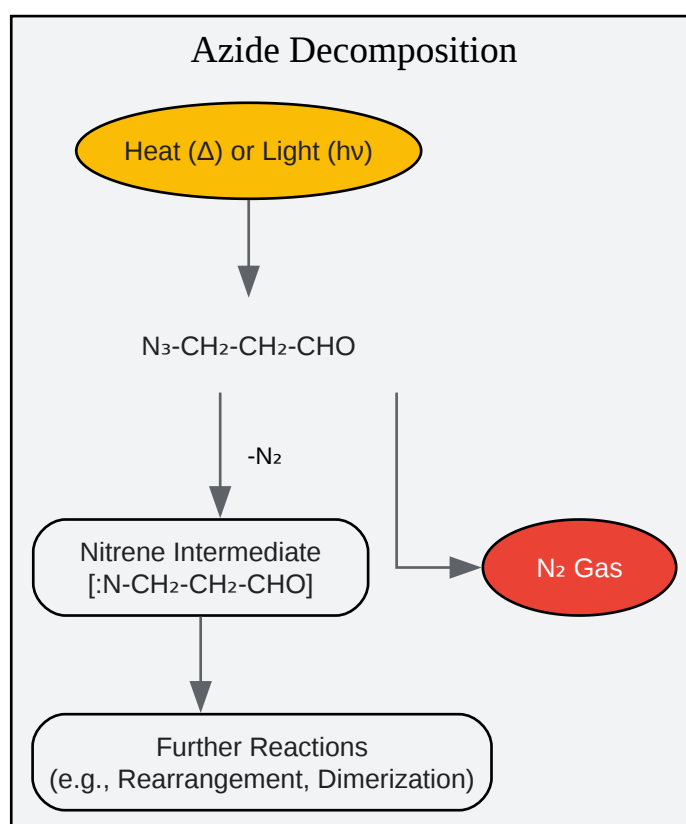 Azide Decomposition
Heat (Δ) or Light (hν)
N₃-CH₂-CH₂-CHO
-N₂
Nitrene Intermediate
[:N-CH₂-CH₂-CHO]
N₂ Gas
Further Reactions
(e.g., Rearrangement, Dimerization)